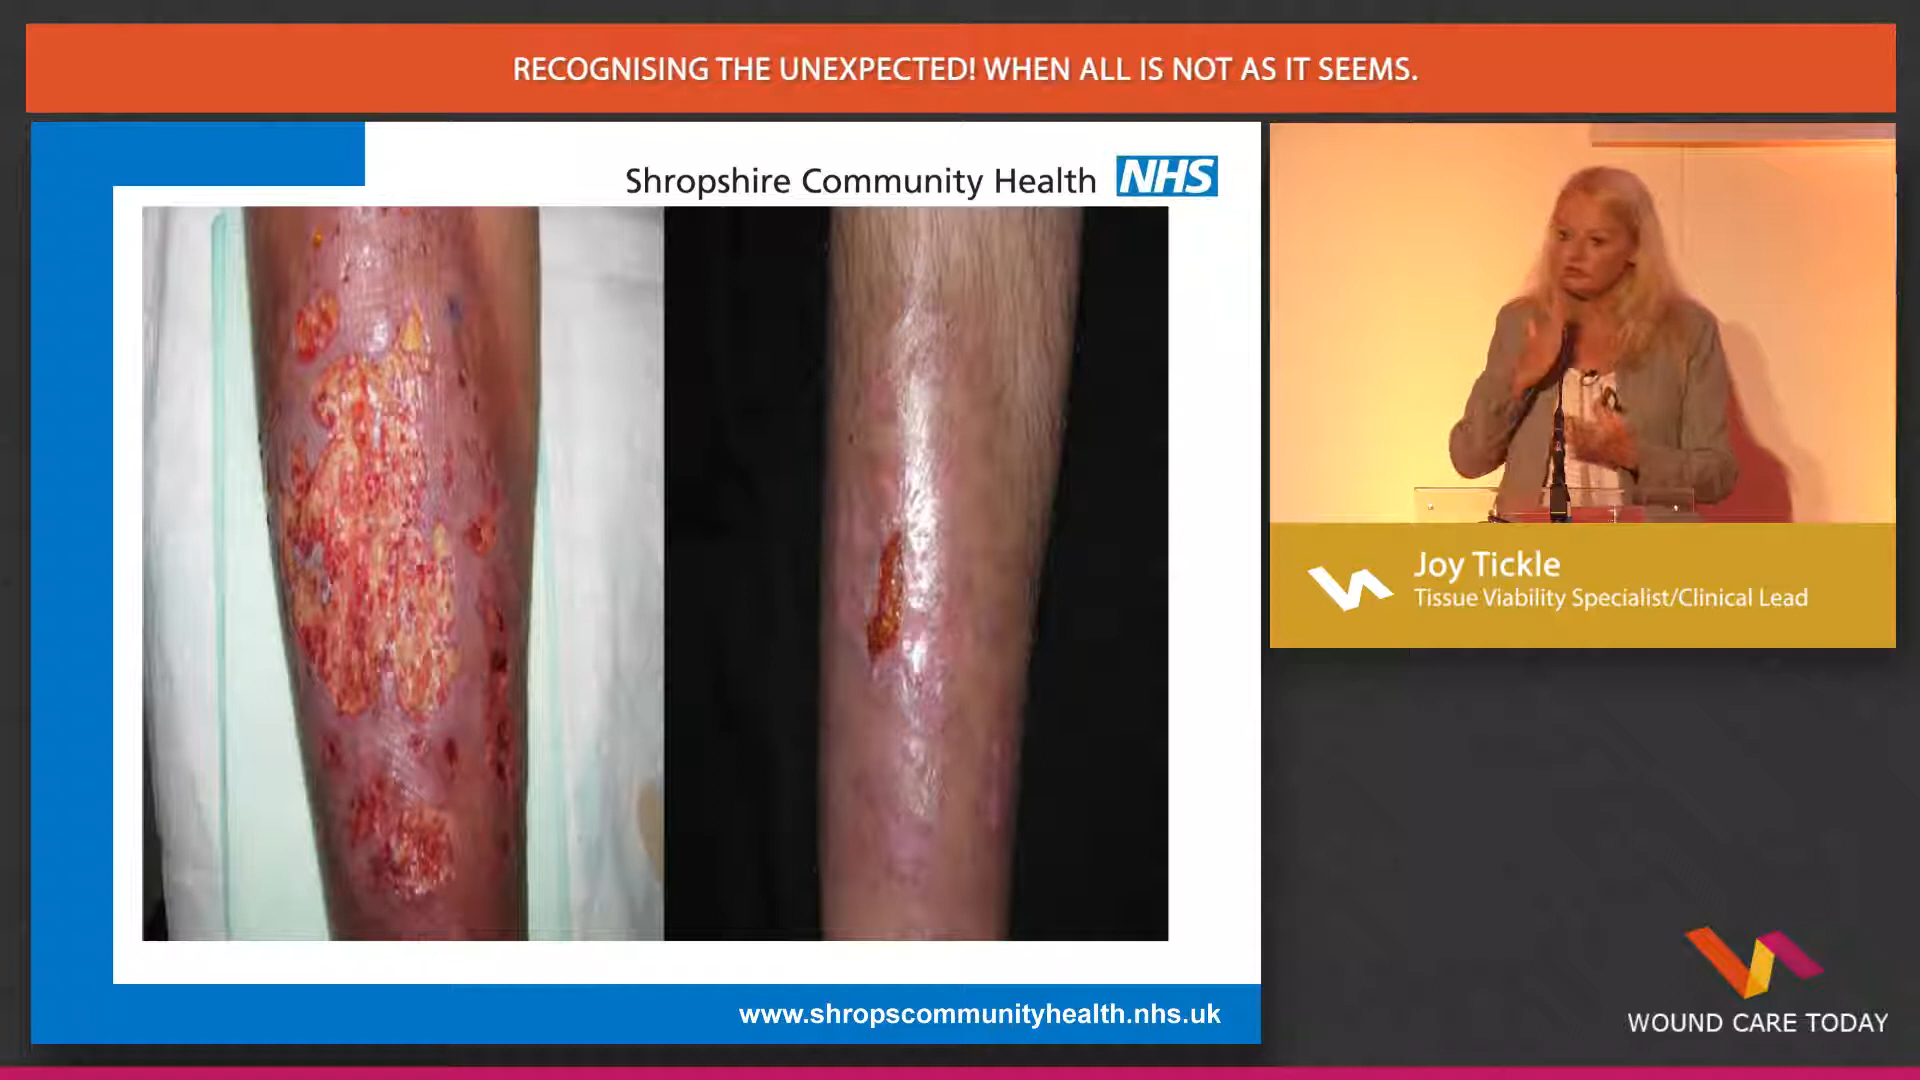 RECOGNISING THE UNEXPECTED! WHEN ALL IS NOT AS IT SEEMS.
Shropshire Community Health NHS
Joy Tickle
Tissue Viability Specialist/Clinical Lead
www.shropscommunityhealth.nhs.uk
WOUND CARE TODAY